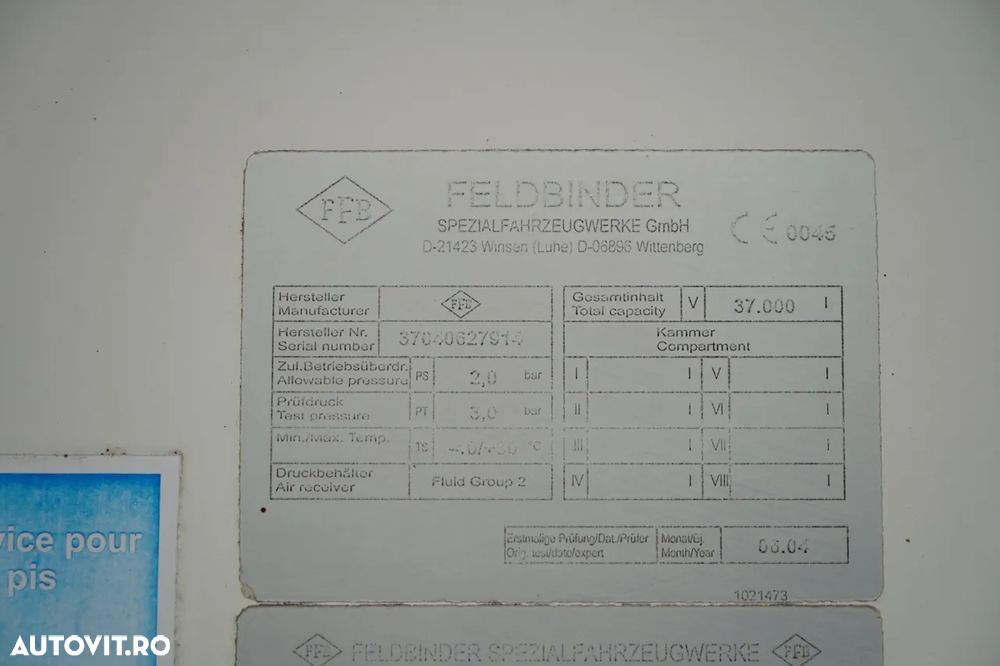 FFB
FELDBINDER
SPEZIALFAHRZEUGWERKE GmbH
D-21423 Winsen (Luhe) D-06896 Wittenberg
CE 0045
Hersteller
Manufacturer
FFB
Hersteller Nr.
Serial number
37040627914
Zul.Betriebsüberdr.
Allowable pressure
PS 2,0 bar
Prüfdruck
Test pressure
PT 3,0 bar
Min./Max. Temp.
TS °C
Druckbehälter
Air receiver
Fluid Group 2
Gesamtinhalt
Total capacity
V 37.000 l
Kammer
Compartment
I l V l
II l VI l
III l VII l
IV l VIII l
Erstmalige Prüfung/Dat./Prüfer
Orig. test/date/expert
Monat/Bj.
Month/Year
1021473
FFB FELDBINDER SPEZIALFAHRZEUGWERKE FFB
vice pour
pis
AUTOVIT.RO